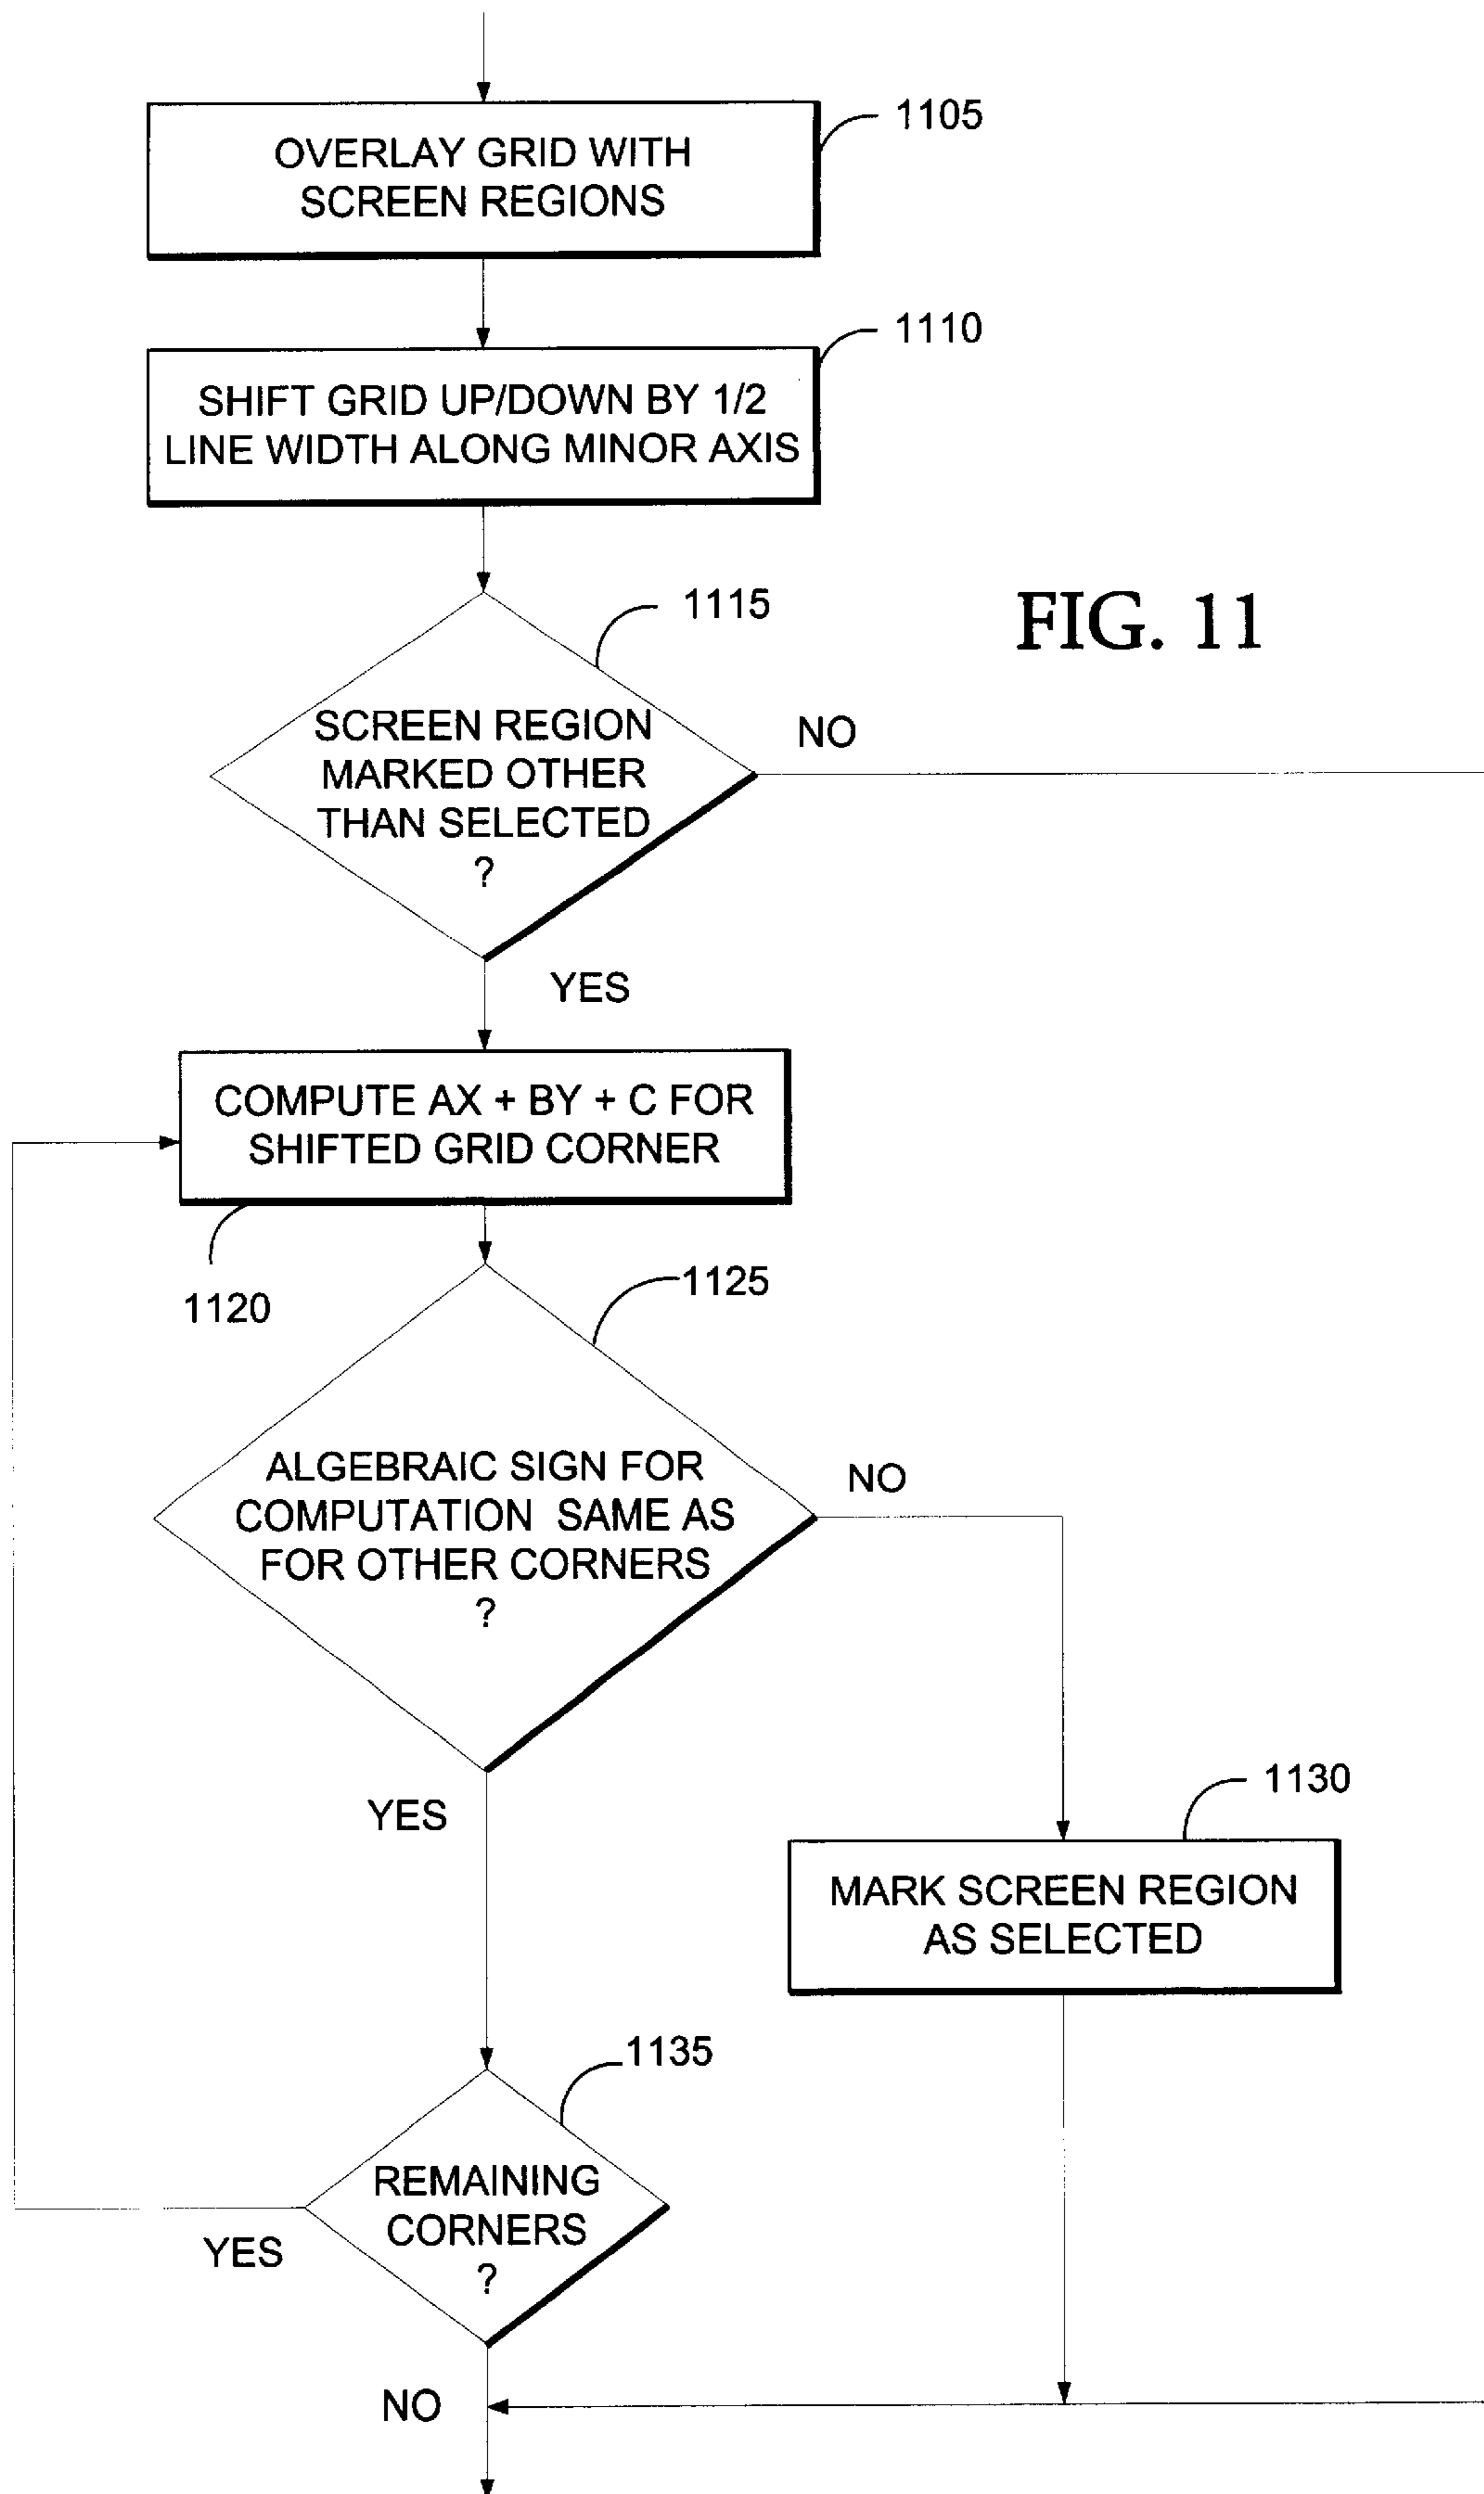 1105
OVERLAY GRID WITH
SCREEN REGIONS
1110
SHIFT GRID UP/DOWN BY 1/2
LINE WIDTH ALONG MINOR AXIS
1115
FIG. 11
SCREEN REGION
MARKED OTHER
THAN SELECTED
?
NO
YES
COMPUTE AX + BY + C FOR
SHIFTED GRID CORNER
1120
1125
ALGEBRAIC SIGN FOR
COMPUTATION SAME AS
FOR OTHER CORNERS
?
NO
YES
1130
MARK SCREEN REGION
AS SELECTED
1135
REMAINING
CORNERS
?
YES
NO